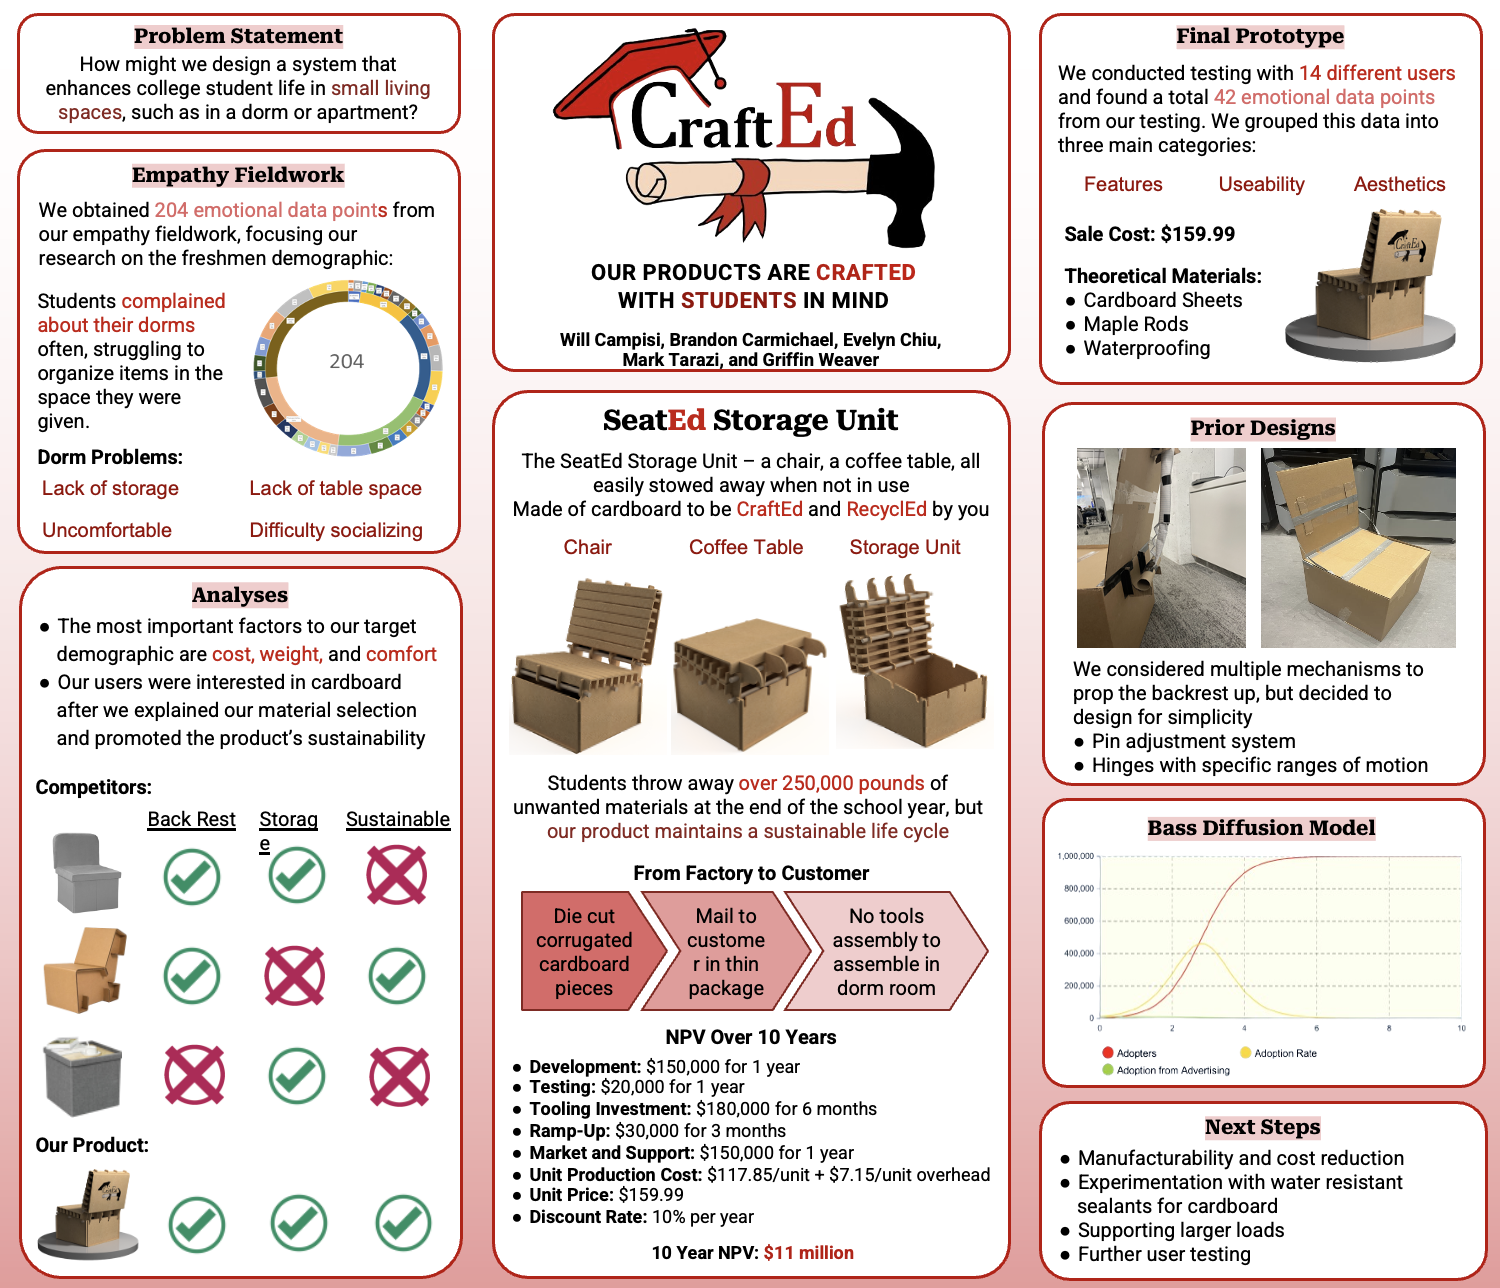 Problem Statement
How might we design a system that
enhances college student life in small living
spaces, such as in a dorm or apartment?
Empathy Fieldwork
We obtained 204 emotional data points from
our empathy fieldwork, focusing our
research on the freshmen demographic:
Students complained
about their dorms
often, struggling to
organize items in the
space they were
given.
204
Dorm Problems:
Lack of storage
Lack of table space
Uncomfortable
Difficulty socializing
Analyses
● The most important factors to our target
demographic are cost, weight, and comfort
● Our users were interested in cardboard
after we explained our material selection
and promoted the product's sustainability
Competitors:
Back Rest
Storag
e
Sustainable
Our Product:
CraftEd
CraftEd
OUR PRODUCTS ARE CRAFTED
WITH STUDENTS IN MIND
Will Campisi, Brandon Carmichael, Evelyn Chiu,
Mark Tarazi, and Griffin Weaver
SeatEd Storage Unit
The SeatEd Storage Unit – a chair, a coffee table, all
easily stowed away when not in use
Made of cardboard to be CraftEd and RecyclEd by you
Chair
Coffee Table
Storage Unit
Students throw away over 250,000 pounds of
unwanted materials at the end of the school year, but
our product maintains a sustainable life cycle
From Factory to Customer
Die cut
corrugated
cardboard
pieces
Mail to
custome
r in thin
package
No tools
assembly to
assemble in
dorm room
NPV Over 10 Years
● Development: $150,000 for 1 year
● Testing: $20,000 for 1 year
● Tooling Investment: $180,000 for 6 months
● Ramp-Up: $30,000 for 3 months
● Market and Support: $150,000 for 1 year
● Unit Production Cost: $117.85/unit + $7.15/unit overhead
● Unit Price: $159.99
● Discount Rate: 10% per year
10 Year NPV: $11 million
Final Prototype
We conducted testing with 14 different users
and found a total 42 emotional data points
from our testing. We grouped this data into
three main categories:
Features
Useability
Aesthetics
Sale Cost: $159.99
Theoretical Materials:
● Cardboard Sheets
● Maple Rods
● Waterproofing
CraftEd
Prior Designs
We considered multiple mechanisms to
prop the backrest up, but decided to
design for simplicity
● Pin adjustment system
● Hinges with specific ranges of motion
Bass Diffusion Model
1,000,000
800,000
600,000
400,000
200,000
0
0 2 4 6 8 10
Adopters
Adoption Rate
Adoption from Advertising
Next Steps
● Manufacturability and cost reduction
● Experimentation with water resistant
sealants for cardboard
● Supporting larger loads
● Further user testing